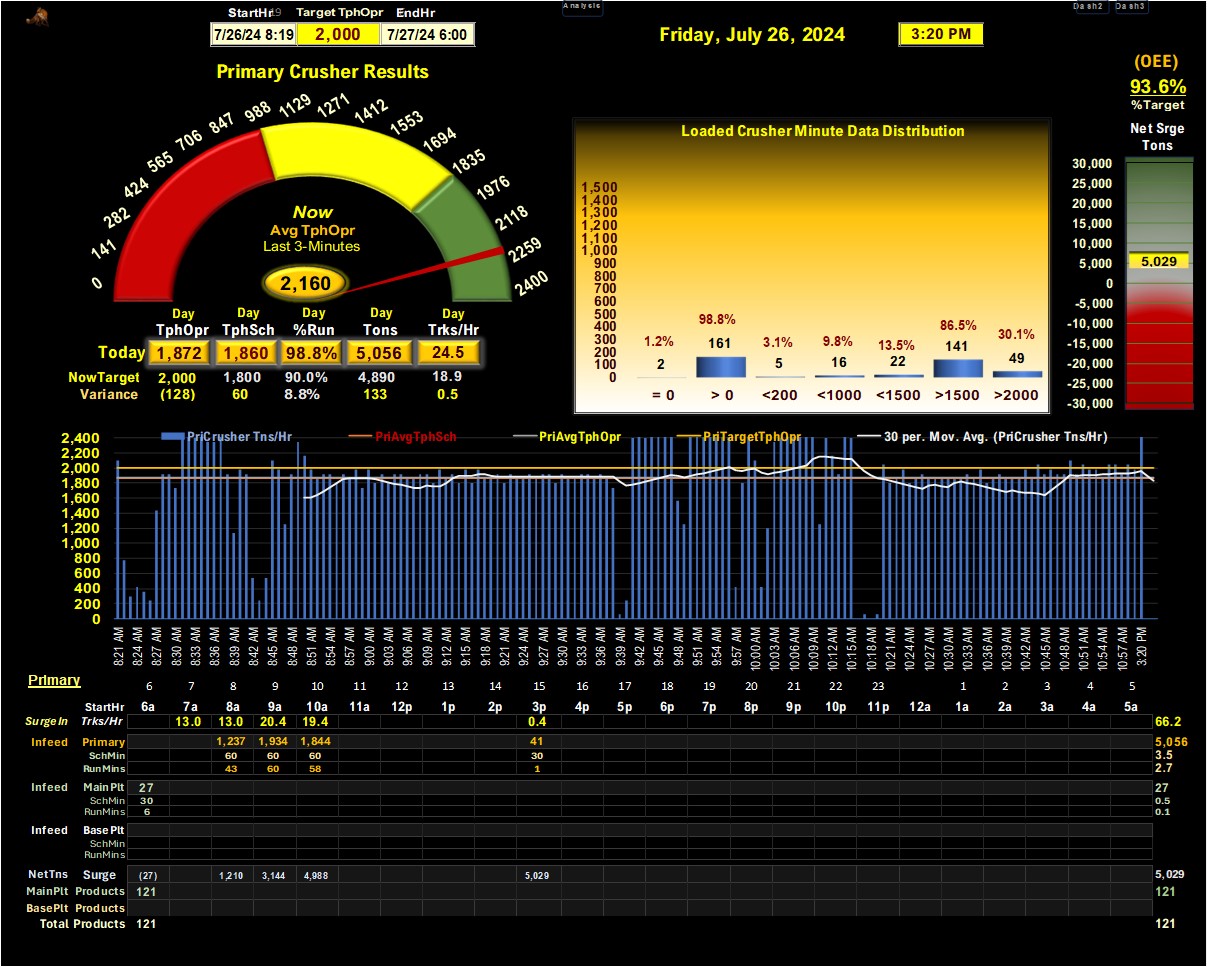 StartHr 19 Target TphOpr EndHr
7/26/24 8:19 2,000 7/27/24 6:00
Analysis
Friday, July 26, 2024
3:20 PM
Dash2 Dash3
(OEE)
93.6%
%Target
Net Srge
Tons
30,000
25,000
20,000
15,000
10,000
5,029
5,000
0
-5,000
-10,000
-15,000
-20,000
-25,000
-30,000
Primary Crusher Results
0 141 282 424 565 706 847 988 1129 1271 1412 1553 1694 1835 1976 2118 2259 2400
Now
Avg TphOpr
Last 3-Minutes
2,160
Day Day Day Day Day
TphOpr TphSch %Run Tons Trks/Hr
Today 1,872 1,860 98.8% 5,056 24.5
NowTarget 2,000 1,800 90.0% 4,890 18.9
Variance (128) 60 8.8% 133 0.5
Loaded Crusher Minute Data Distribution
1,500
1,400
1,300
1,200
1,100
1,000
900
800
700
600
500
400
300
200
100
0
1.2% 98.8% 3.1% 9.8% 13.5% 86.5% 30.1%
2 161 5 16 22 141 49
= 0 > 0 <200 <1000 <1500 >1500 >2000
PriCrusher Tns/Hr PriAvgTphSch PriAvgTphOpr PriTargetTphOpr 30 per. Mov. Avg. (PriCrusher Tns/Hr)
2,400
2,200
2,000
1,800
1,600
1,400
1,200
1,000
800
600
400
200
0
8:21 AM 8:24 AM 8:27 AM 8:30 AM 8:33 AM 8:36 AM 8:39 AM 8:42 AM 8:45 AM 8:48 AM 8:51 AM 8:54 AM 8:57 AM 9:00 AM 9:03 AM 9:06 AM 9:09 AM 9:12 AM 9:15 AM 9:18 AM 9:21 AM 9:24 AM 9:27 AM 9:30 AM 9:33 AM 9:36 AM 9:39 AM 9:42 AM 9:45 AM 9:48 AM 9:51 AM 9:54 AM 9:57 AM 10:00 AM 10:03 AM 10:06 AM 10:09 AM 10:12 AM 10:15 AM 10:18 AM 10:21 AM 10:24 AM 10:27 AM 10:30 AM 10:33 AM 10:36 AM 10:39 AM 10:42 AM 10:45 AM 10:48 AM 10:51 AM 10:54 AM 10:57 AM 3:20 PM
Primary
6 7 8 9 10 11 12 13 14 15 16 17 18 19 20 21 22 23 1 2 3 4 5
StartHr 6a 7a 8a 9a 10a 11a 12p 1p 2p 3p 4p 5p 6p 7p 8p 9p 10p 11p 12a 1a 2a 3a 4a 5a
SurgeIn Trks/Hr 13.0 13.0 20.4 19.4 0.4 66.2
Infeed Primary 1,237 1,934 1,844 41 5,056
SchMin 60 60 60 30 3.5
RunMins 43 60 58 1 2.7
Infeed MainPlt 27 27
SchMin 30 0.5
RunMins 6 0.1
Infeed BasePlt
SchMin
RunMins
NetTns Surge (27) 1,210 3,144 4,988 5,029 5,029
MainPlt Products 121 121
BasePlt Products
Total Products 121 121